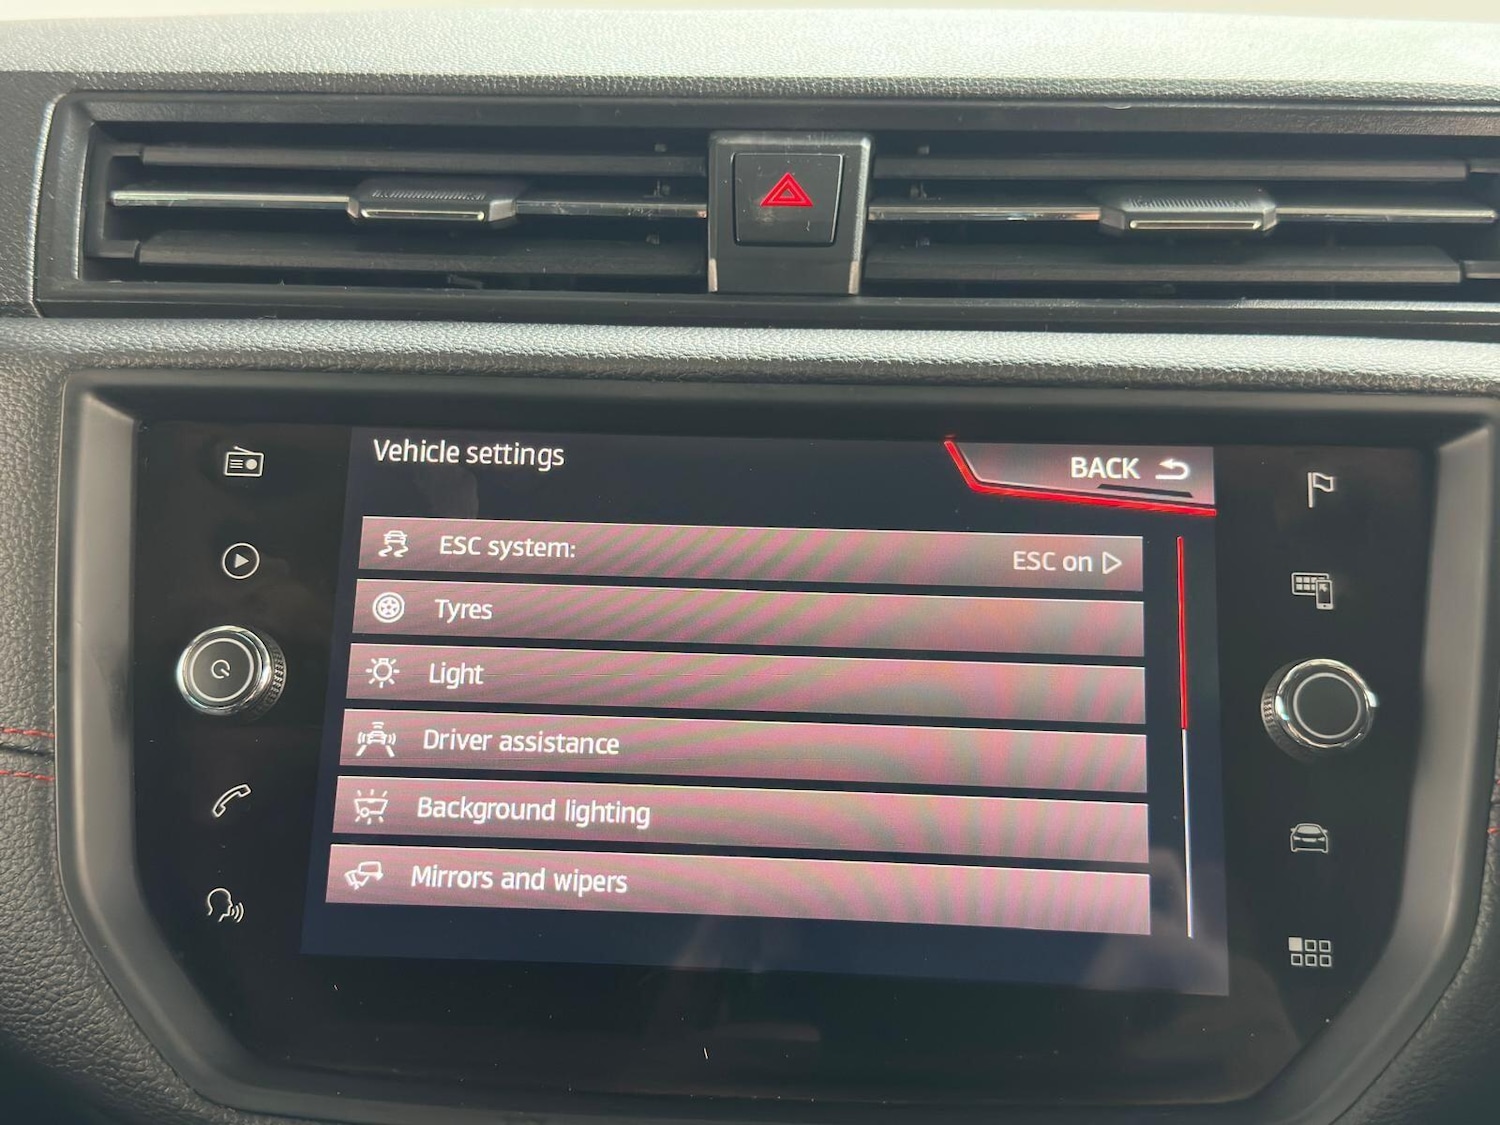 Vehicle settings
BACK
ESC system: ESC on
Tyres
Light
Driver assistance
Background lighting
Mirrors and wipers